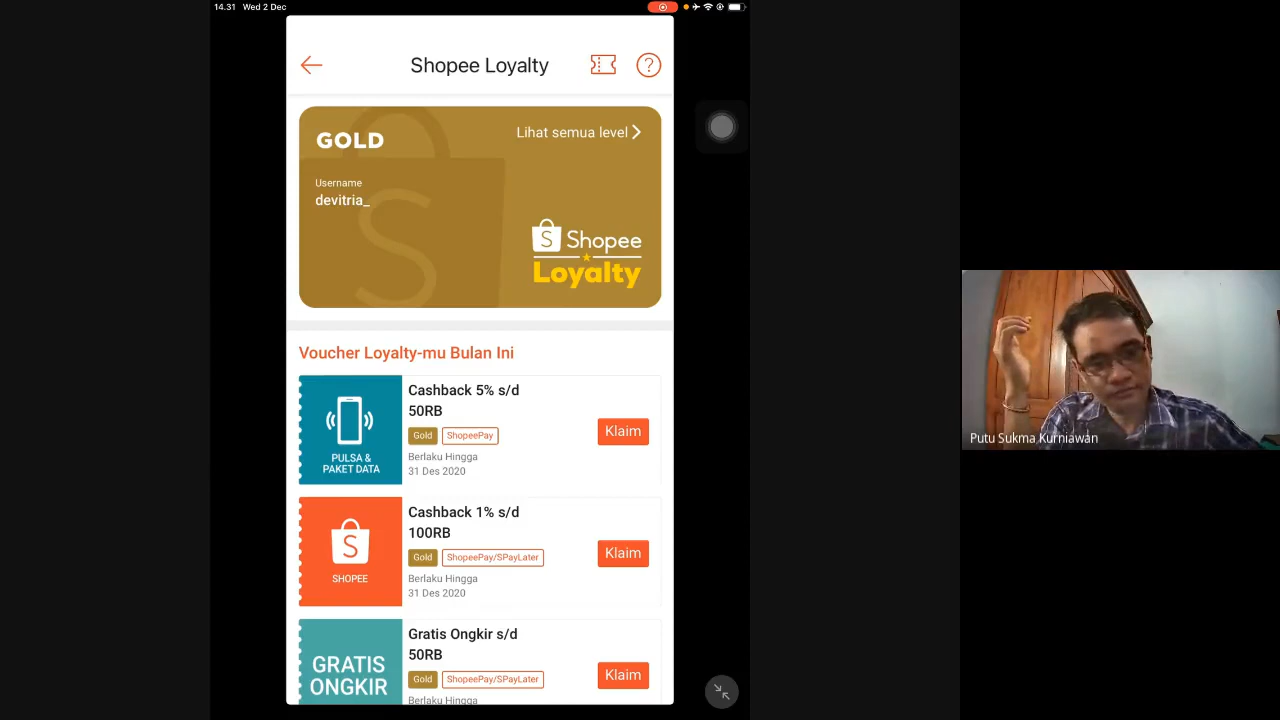 14.31 Wed 2 Dec
Shopee Loyalty
?
GOLD
Lihat semua level
Username
devitria_
S Shopee
Loyalty
Voucher Loyalty-mu Bulan Ini
PULSA &
PAKET DATA
Cashback 5% s/d
50RB
Gold ShopeePay
Berlaku Hingga
31 Des 2020
Klaim
S
SHOPEE
Cashback 1% s/d
100RB
Gold ShopeePay/SPayLater
Berlaku Hingga
31 Des 2020
Klaim
GRATIS
ONGKIR
Gratis Ongkir s/d
50RB
Gold ShopeePay/SPayLater
Berlaku Hingga
Klaim
Putu Sukma Kurniawan